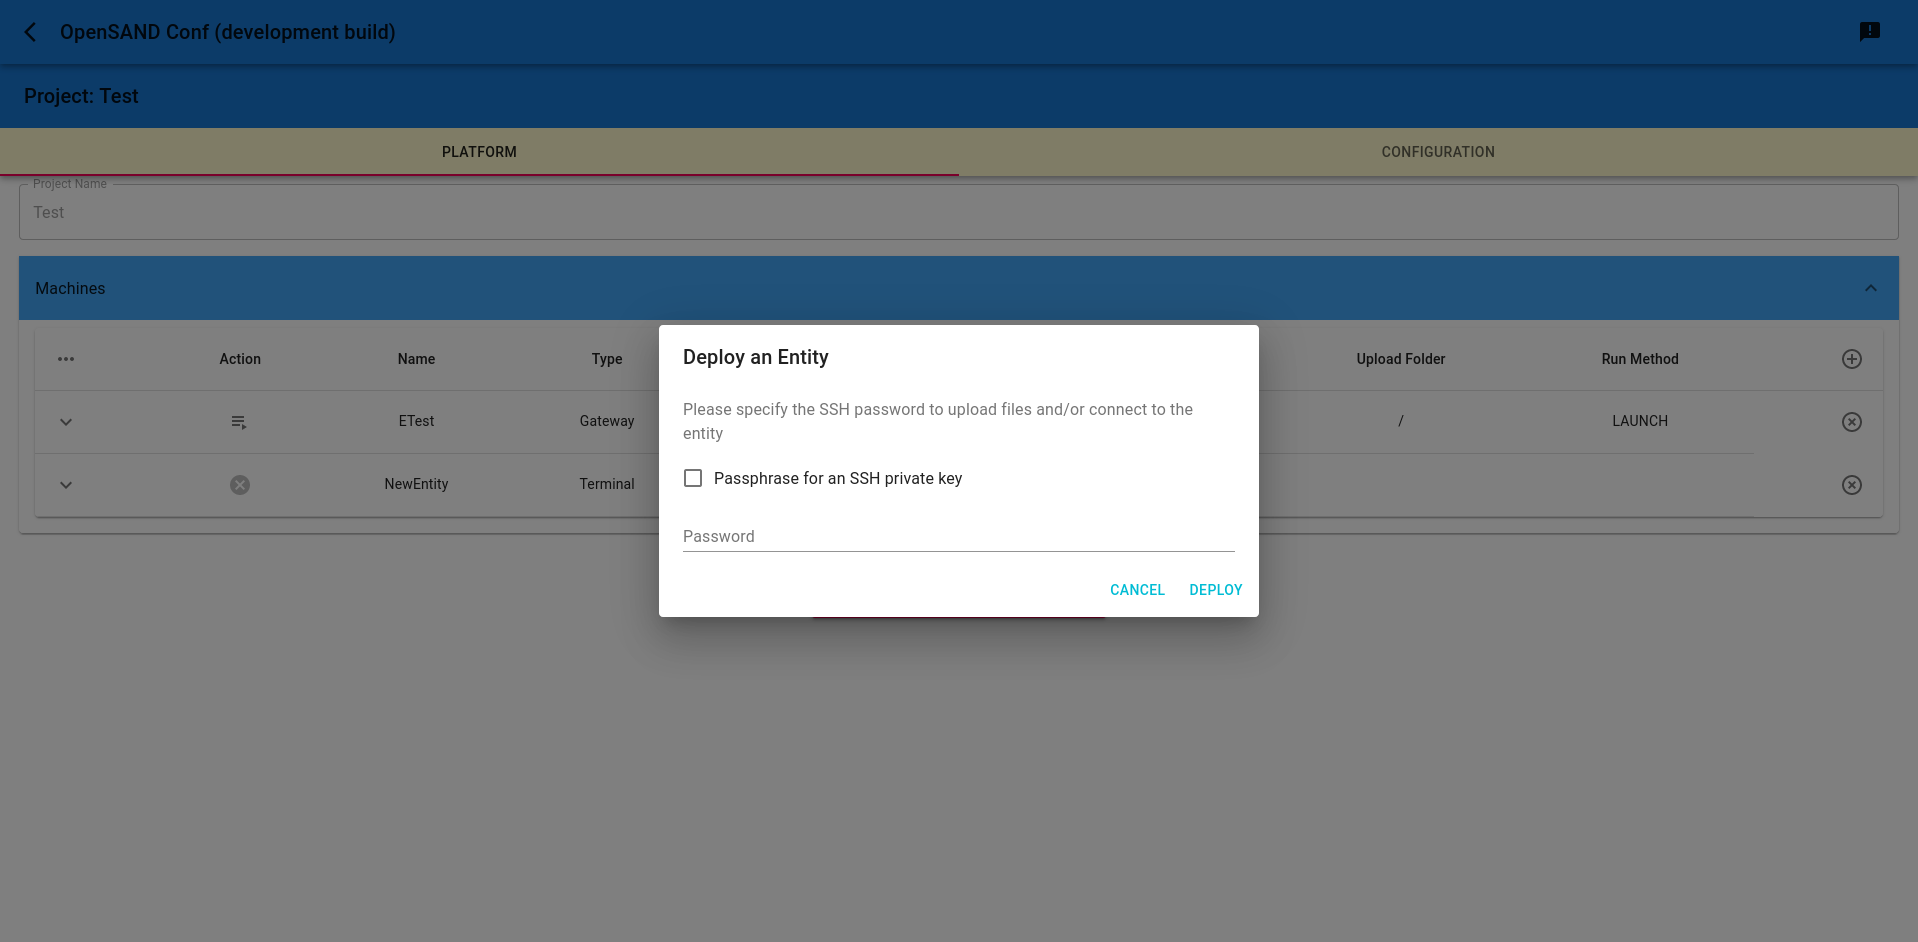 OpenSAND Conf (development build)
Project: Test
PLATFORM CONFIGURATION
Project Name
Test
Machines
Action Name Type Upload Folder Run Method
ETest Gateway / LAUNCH
NewEntity Terminal
Deploy an Entity
Please specify the SSH password to upload files and/or connect to the
entity
Passphrase for an SSH private key
Password
CANCEL DEPLOY